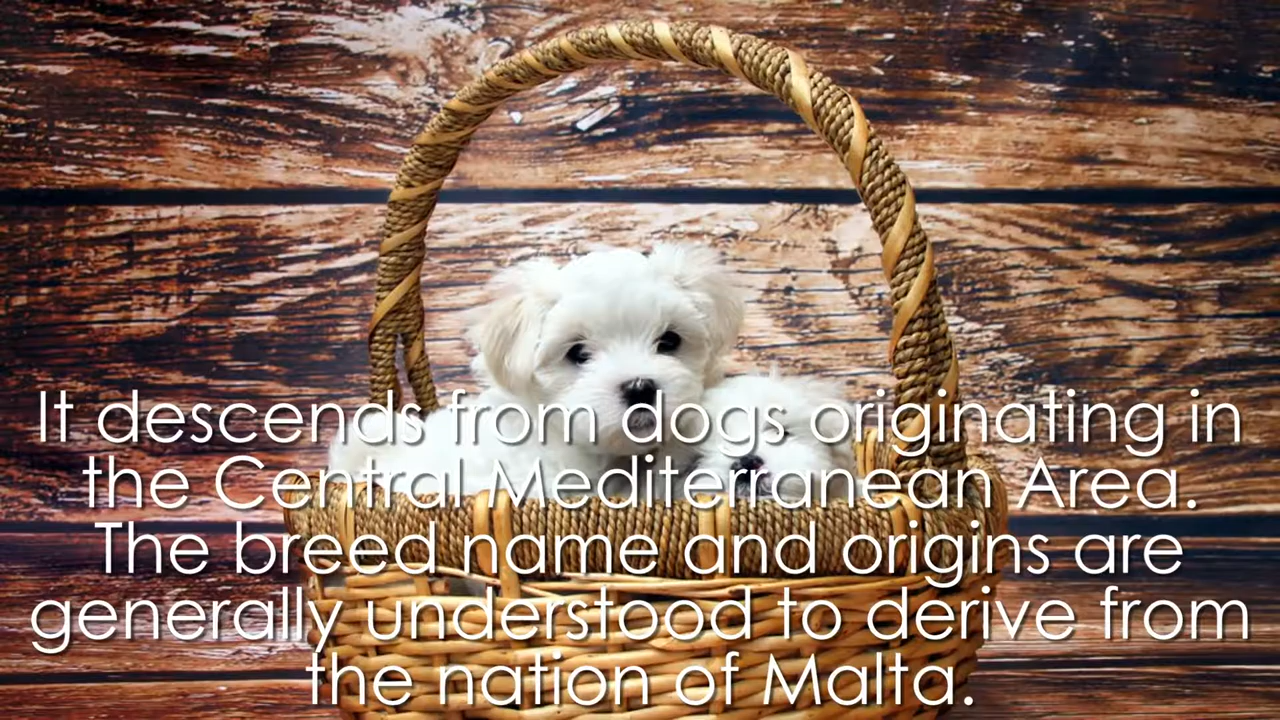 It descends from dogs originating in
the Central Mediterranean Area.
The breed name and origins are
generally understood to derive from
the nation of Malta.